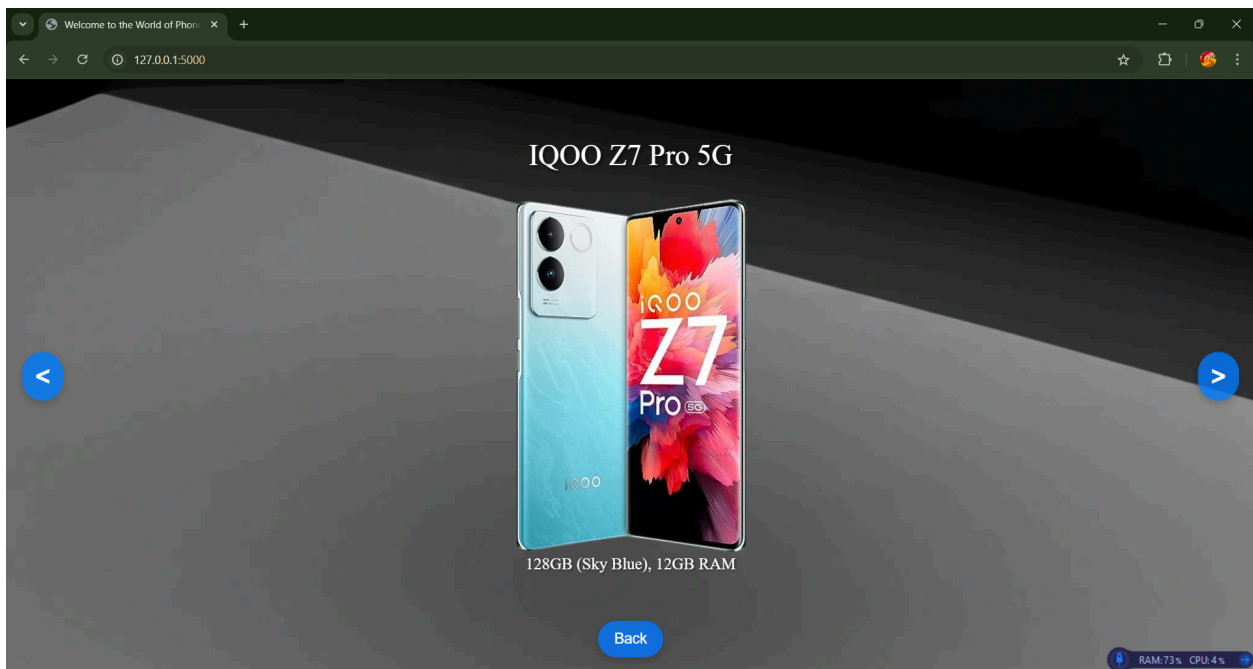 Welcome to the World of Phon
127.0.0.1:5000
IQOO Z7 Pro 5G
iQOO
Z7
Pro 5G
iQOO
128GB (Sky Blue), 12GB RAM
<
>
Back
RAM:73% CPU:4%